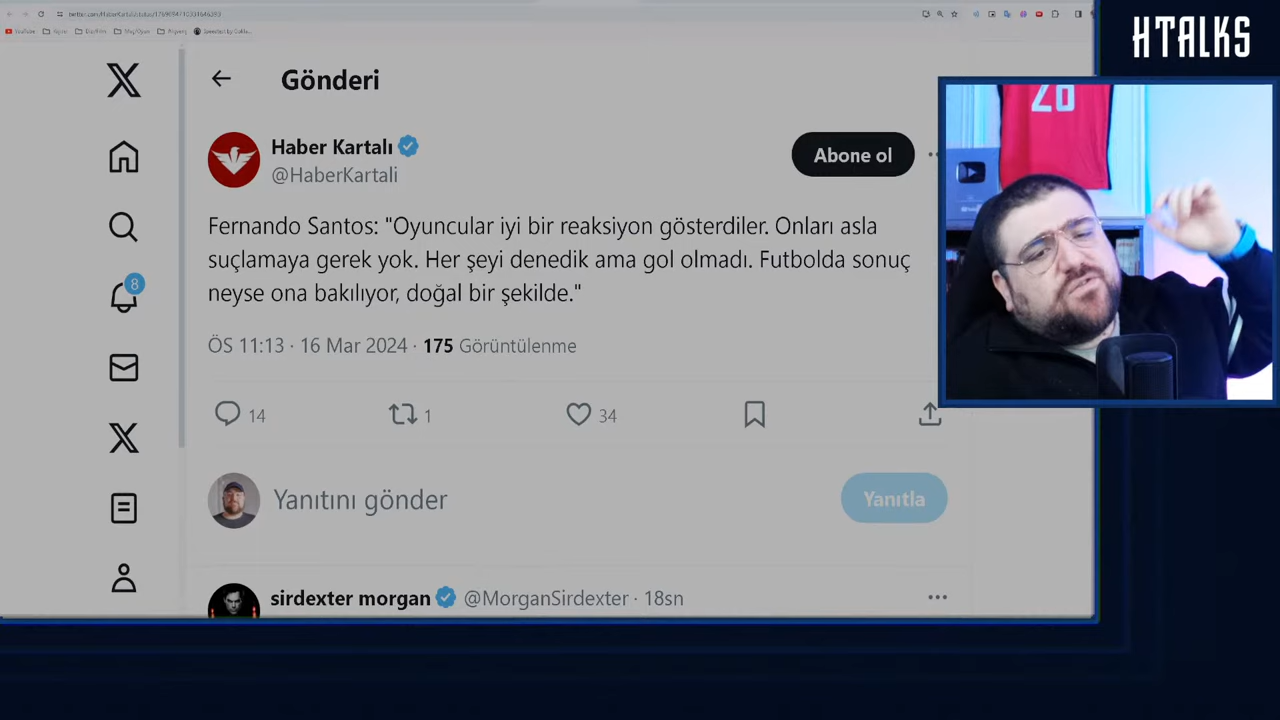 HTALKS
YouTube
28
Gönderi
Haber Kartalı
@HaberKartali
Abone ol
Fernando Santos: "Oyuncular iyi bir reaksiyon gösterdiler. Onları asla
suçlamaya gerek yok. Her şeyi denedik ama gol olmadı. Futbolda sonuç
neyse ona bakılıyor, doğal bir şekilde."
ÖS 11:13 · 16 Mar 2024 · 175 Görüntülenme
14
1
34
8
Yanıtını gönder
Yanıtla
sirdexter morgan @MorganSirdexter · 18sn